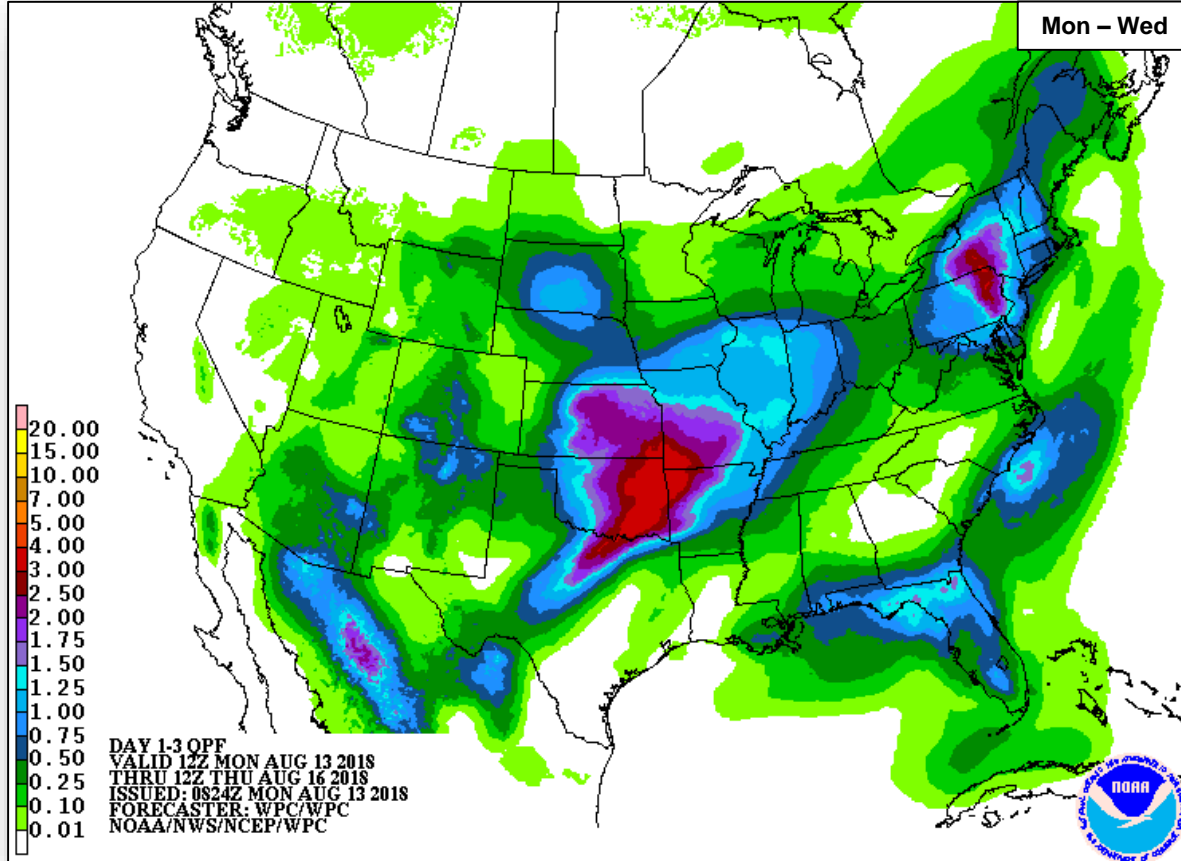 Mon – Wed
20.00
15.00
10.00
7.00
5.00
4.00
3.00
2.50
2.00
1.75
1.50
1.25
1.00
0.75
0.50
0.25
0.10
0.01
DAY 1-3 QPF
VALID 12Z MON AUG 13 2018
THRU 12Z THU AUG 16 2018
ISSUED: 0824Z MON AUG 13 2018
FORECASTER: WPC/WPC
NOAA/NWS/NCEP/WPC
NOAA